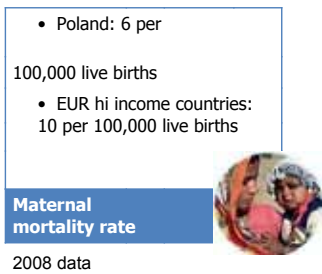 • Poland: 6 per
100,000 live births
• EUR hi income countries:
10 per 100,000 live births
Maternal
mortality rate
2008 data